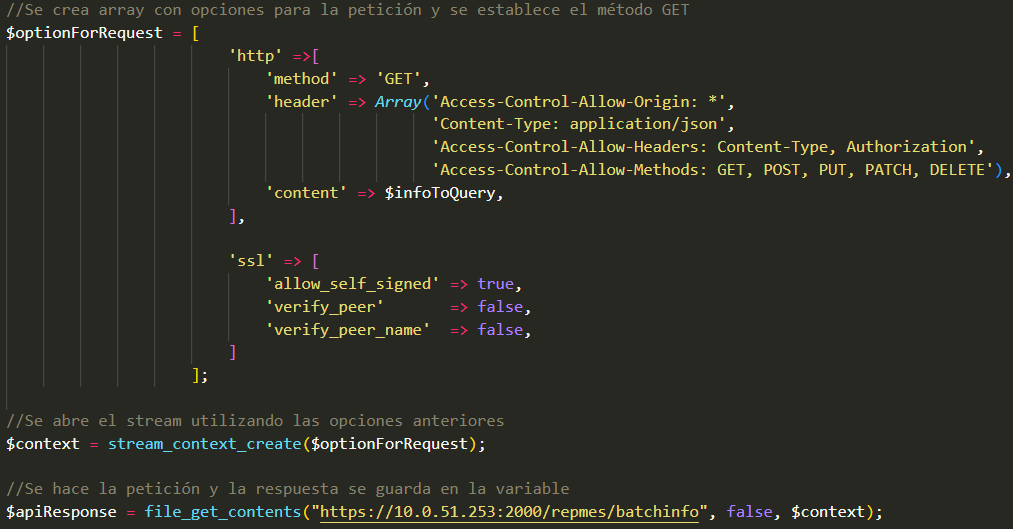 //Se crea array con opciones para la petición y se establece el método GET
$optionForRequest = [
'http' =>[
'method' => 'GET',
'header' => Array('Access-Control-Allow-Origin: *',
'Content-Type: application/json',
'Access-Control-Allow-Headers: Content-Type, Authorization',
'Access-Control-Allow-Methods: GET, POST, PUT, PATCH, DELETE'),
'content' => $infoToQuery,
],
'ssl' => [
'allow_self_signed' => true,
'verify_peer' => false,
'verify_peer_name' => false,
]
];
//Se abre el stream utilizando las opciones anteriores
$context = stream_context_create($optionForRequest);
//Se hace la petición y la respuesta se guarda en la variable
$apiResponse = file_get_contents("https://10.0.51.253:2000/repmes/batchinfo", false, $context);